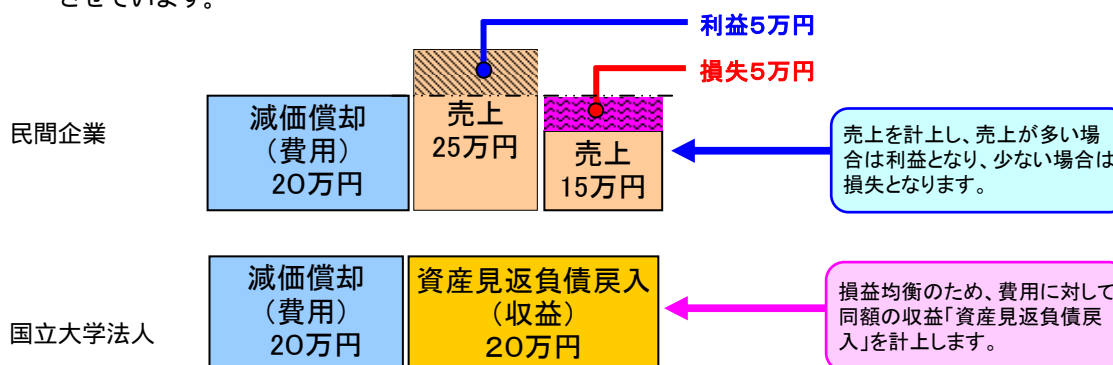 させています。
利益5万円
損失5万円
民間企業
減価償却
(費用)
20万円
売上
25万円
売上
15万円
売上を計上し、売上が多い場
合は利益となり、少ない場合は
損失となります。
国立大学法人
減価償却
(費用)
20万円
資産見返負債戻入
(収益)
20万円
損益均衡のため、費用に対して
同額の収益「資産見返負債戻
入」を計上します。